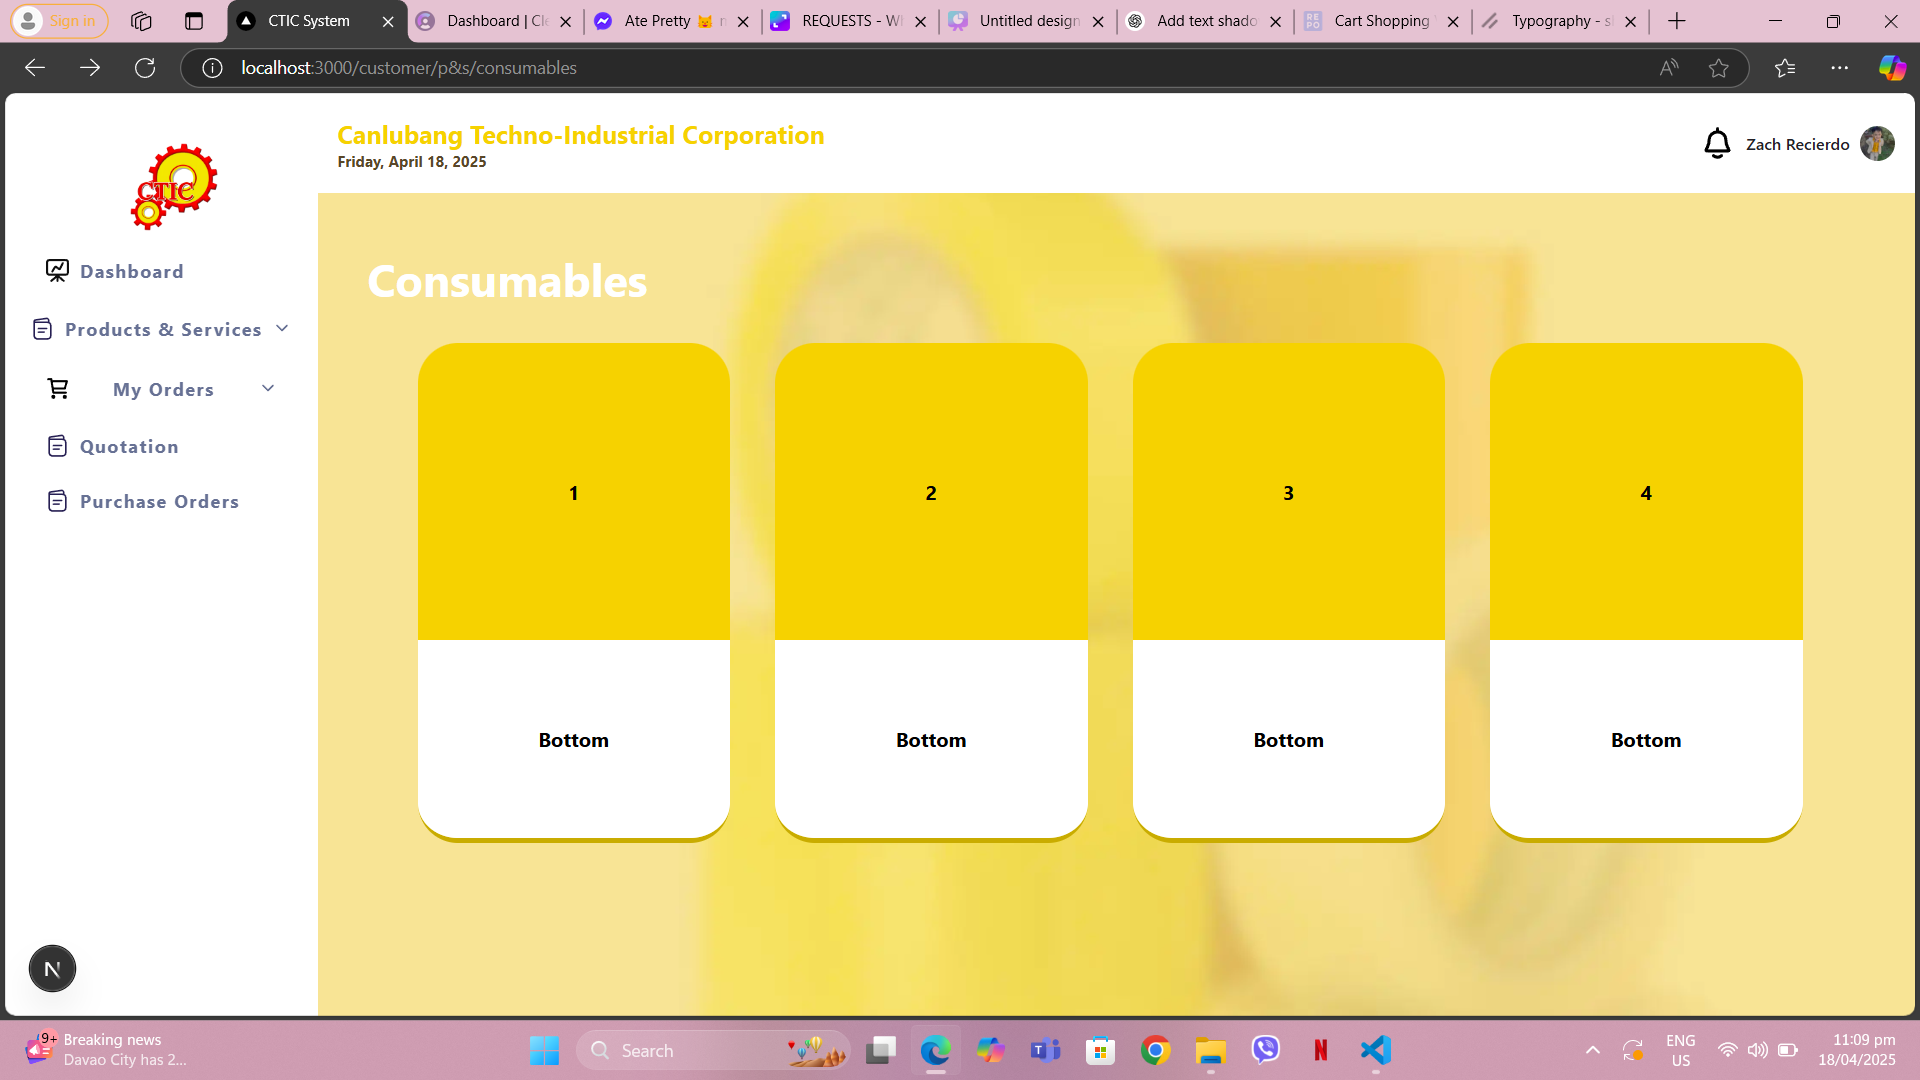 Sign in
CTIC System
Dashboard | Cle
Ate Pretty
REQUESTS - W
Untitled design
Add text shado
Cart Shopping
Typography - s
localhost:3000/customer/p&s/consumables
CTIC
Canlubang Techno-Industrial Corporation
Friday, April 18, 2025
Zach Recierdo
Dashboard
Products & Services
My Orders
Quotation
Purchase Orders
Consumables
1
2
3
4
Bottom
Bottom
Bottom
Bottom
N
9+
Breaking news
Davao City has 2...
Search
ENG
US
11:09 pm
18/04/2025